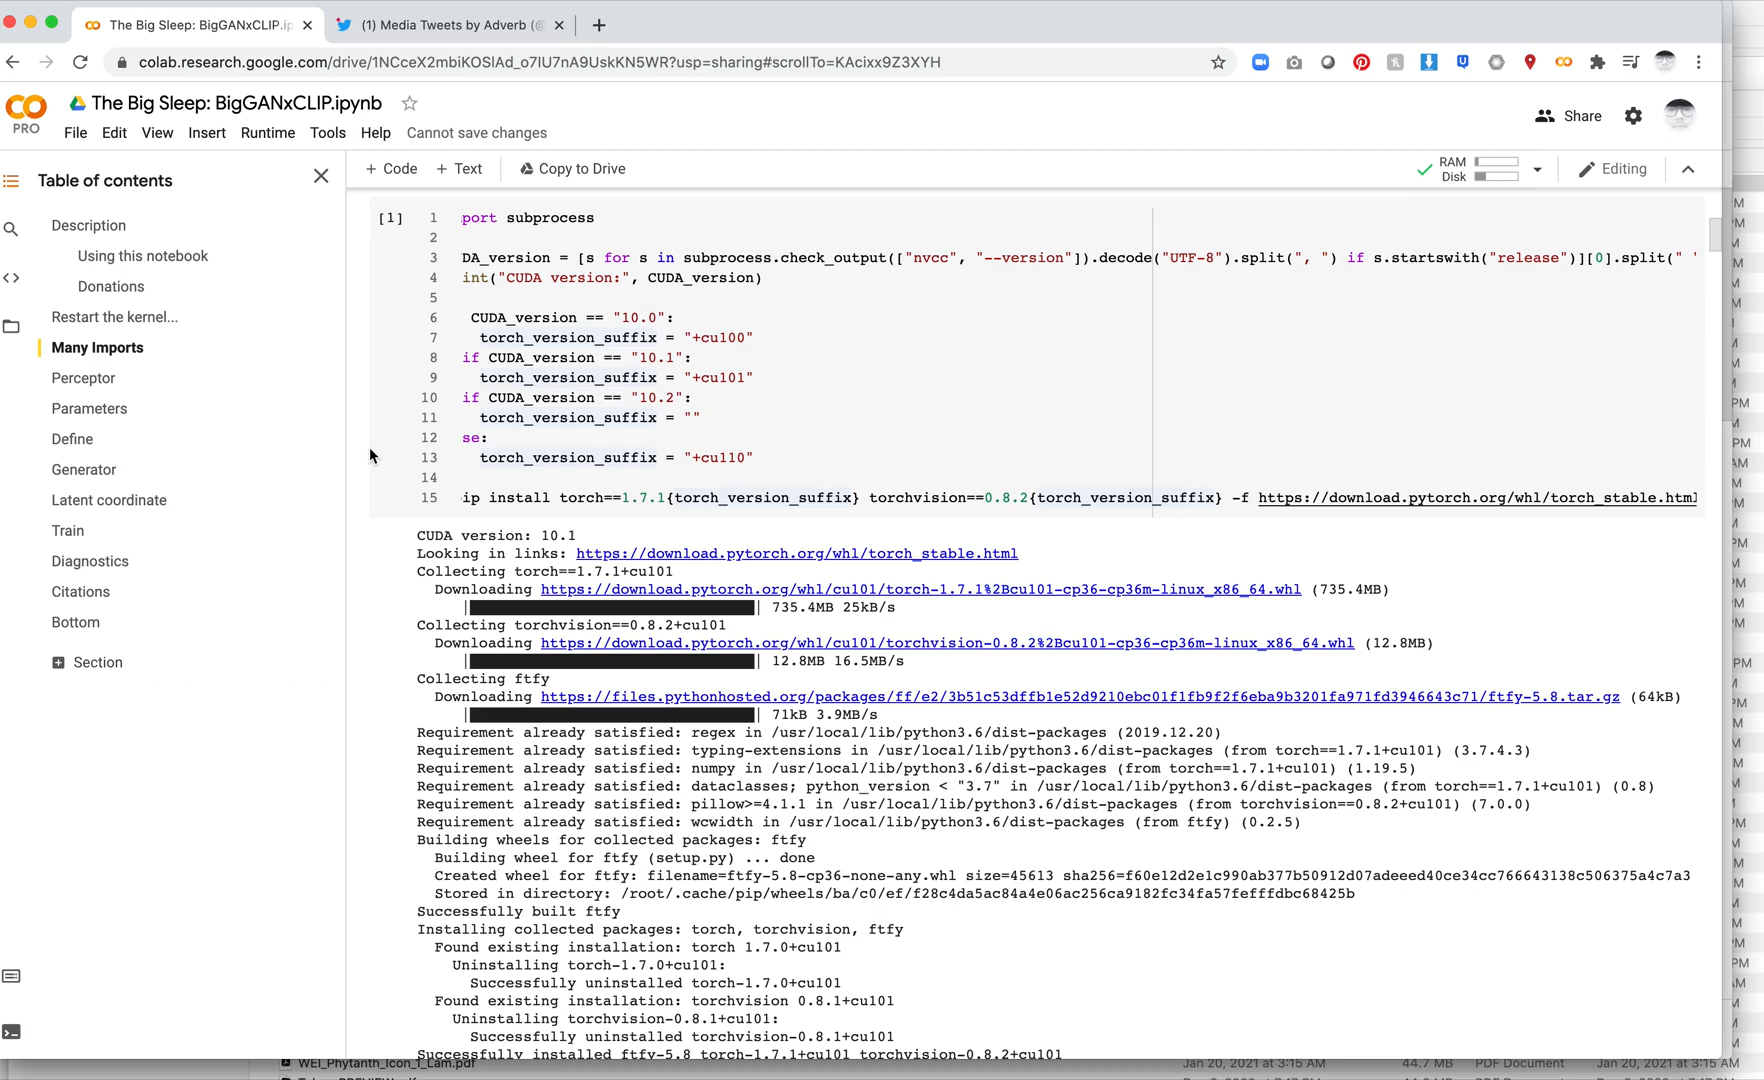 The Big Sleep: BigGANxCLIP.ip
(1) Media Tweets by Adverb (@
colab.research.google.com/drive/1NCceX2mbiKOSlAd_o7IU7nA9UskKN5WR?usp=sharing#scrollTo=KAcixx9Z3XYH
PRO
The Big Sleep: BigGANxCLIP.ipynb
File Edit View Insert Runtime Tools Help Cannot save changes
Share
Table of contents
+ Code + Text Copy to Drive
RAM
Disk
Editing
Description
Using this notebook
Donations
Restart the kernel...
Many Imports
Perceptor
Parameters
Define
Generator
Latent coordinate
Train
Diagnostics
Citations
Bottom
Section
[1] 1 port subprocess
2
3 DA_version = [s for s in subprocess.check_output(["nvcc", "--version"]).decode("UTF-8").split(", ") if s.startswith("release")][0].split(" "
4 int("CUDA version:", CUDA_version)
5
6 CUDA_version == "10.0":
7 torch_version_suffix = "+cu100"
8 if CUDA_version == "10.1":
9 torch_version_suffix = "+cu101"
10 if CUDA_version == "10.2":
11 torch_version_suffix = ""
12 se:
13 torch_version_suffix = "+cu110"
14
15 ip install torch==1.7.1{torch_version_suffix} torchvision==0.8.2{torch_version_suffix} -f https://download.pytorch.org/whl/torch_stable.html
CUDA version: 10.1
Looking in links: https://download.pytorch.org/whl/torch_stable.html
Collecting torch==1.7.1+cu101
Downloading https://download.pytorch.org/whl/cu101/torch-1.7.1%2Bcu101-cp36-cp36m-linux_x86_64.whl (735.4MB)
735.4MB 25kB/s
Collecting torchvision==0.8.2+cu101
Downloading https://download.pytorch.org/whl/cu101/torchvision-0.8.2%2Bcu101-cp36-cp36m-linux_x86_64.whl (12.8MB)
12.8MB 16.5MB/s
Collecting ftfy
Downloading https://files.pythonhosted.org/packages/ff/e2/3b51c53dffb1e52d9210ebc01f1fb9f2f6eba9b3201fa971fd3946643c71/ftfy-5.8.tar.gz (64kB)
71kB 3.9MB/s
Requirement already satisfied: regex in /usr/local/lib/python3.6/dist-packages (2019.12.20)
Requirement already satisfied: typing-extensions in /usr/local/lib/python3.6/dist-packages (from torch==1.7.1+cu101) (3.7.4.3)
Requirement already satisfied: numpy in /usr/local/lib/python3.6/dist-packages (from torch==1.7.1+cu101) (1.19.5)
Requirement already satisfied: dataclasses; python_version < "3.7" in /usr/local/lib/python3.6/dist-packages (from torch==1.7.1+cu101) (0.8)
Requirement already satisfied: pillow>=4.1.1 in /usr/local/lib/python3.6/dist-packages (from torchvision==0.8.2+cu101) (7.0.0)
Requirement already satisfied: wcwidth in /usr/local/lib/python3.6/dist-packages (from ftfy) (0.2.5)
Building wheels for collected packages: ftfy
Building wheel for ftfy (setup.py) ... done
Created wheel for ftfy: filename=ftfy-5.8-cp36-none-any.whl size=45613 sha256=f60e12d2e1c990ab377b50912d07adeeed40ce34cc766643138c506375a4c7a3
Stored in directory: /root/.cache/pip/wheels/ba/c0/ef/f28c4da5ac84a4e06ac256ca9182fc34fa57fefffdbc68425b
Successfully built ftfy
Installing collected packages: torch, torchvision, ftfy
Found existing installation: torch 1.7.0+cu101
Uninstalling torch-1.7.0+cu101:
Successfully uninstalled torch-1.7.0+cu101
Found existing installation: torchvision 0.8.1+cu101
Uninstalling torchvision-0.8.1+cu101:
Successfully uninstalled torchvision-0.8.1+cu101
Successfully installed ftfy-5.8 torch-1.7.1+cu101 torchvision-0.8.2+cu101
WEI_Phytanth_Icon_1_Lam.pdf Jan 20, 2021 at 3:15 AM 44.7 MB PDF Document Jan 20, 2021 at 3:15 AM